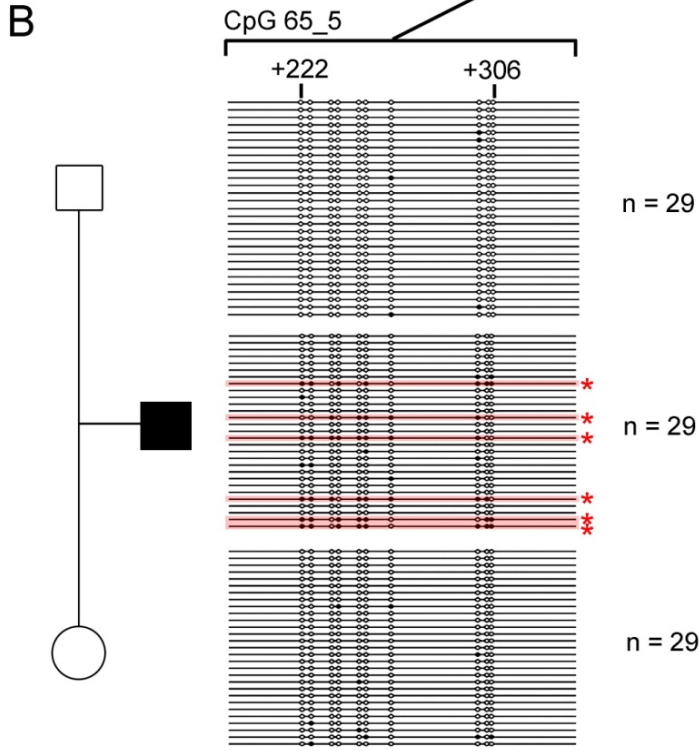 B
CpG 65_5
+222 +306
n = 29
*
*
*
n = 29
*
*
*
n = 29